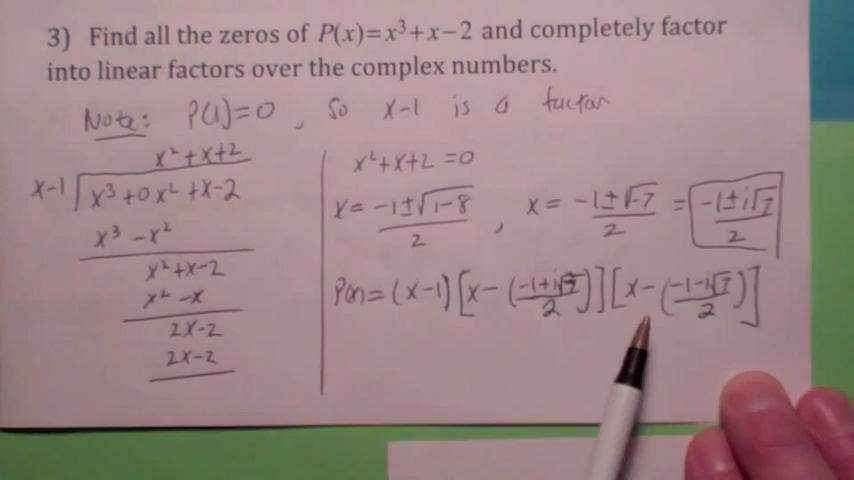 3) Find all the zeros of P(x)=x³+x−2 and completely factor
into linear factors over the complex numbers.
Note: P(1)=0, so x-1 is a factor
x²+x+2
x-1 √x³+0x²+x-2
x³-x²
x²+x-2
x²-x
2x-2
2x-2
x²+x+2=0
x= -1±√1-8 / 2 , x= -1±√-7 / 2 = -1±i√7 / 2
P(x)=(x-1)[x-(-1+i√7 / 2)][x-(-1-i√7 / 2)]